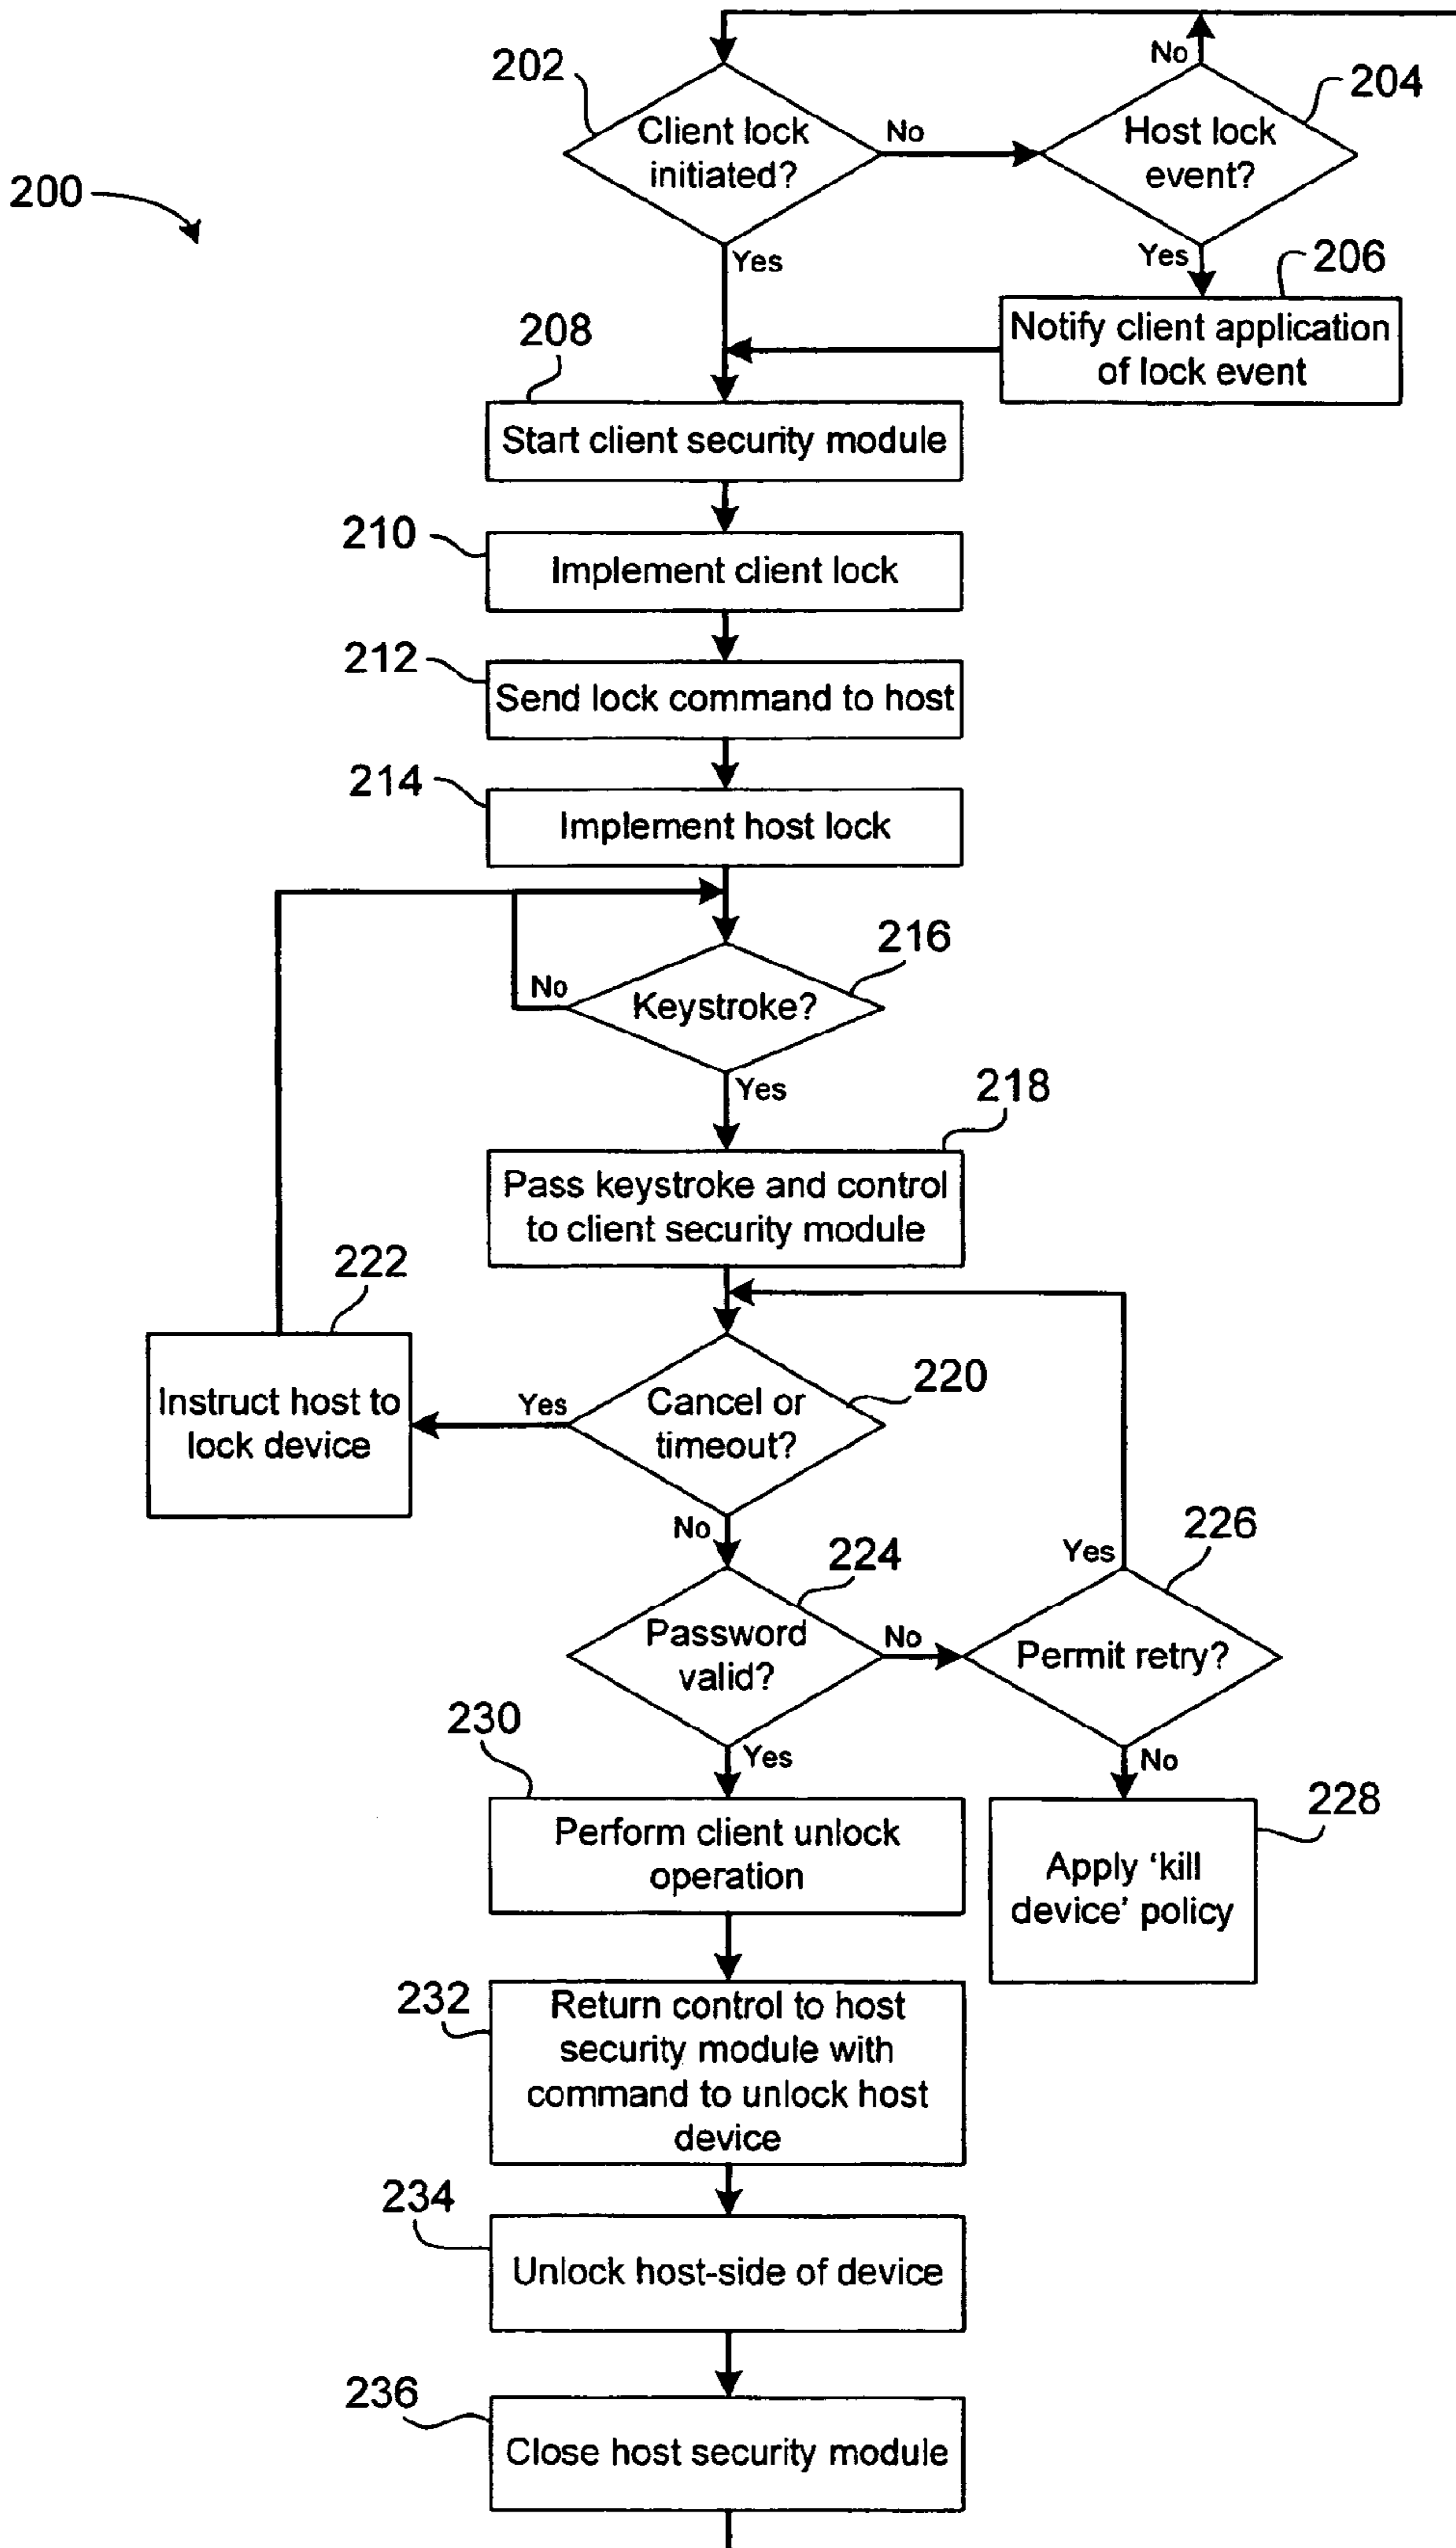 202
Client lock
initiated?
No
No
Host lock
event?
204
200
Yes
Yes
206
Notify client application
of lock event
208
Start client security module
210
Implement client lock
212
Send lock command to host
214
Implement host lock
216
Keystroke?
No
Yes
218
Pass keystroke and control
to client security module
222
Instruct host to
lock device
Yes
Cancel or
timeout?
220
No
224
Password
valid?
No
226
Yes
Permit retry?
230
Yes
No
Perform client unlock
operation
228
Apply ‘kill
device’ policy
232
Return control to host
security module with
command to unlock host
device
234
Unlock host-side of device
236
Close host security module